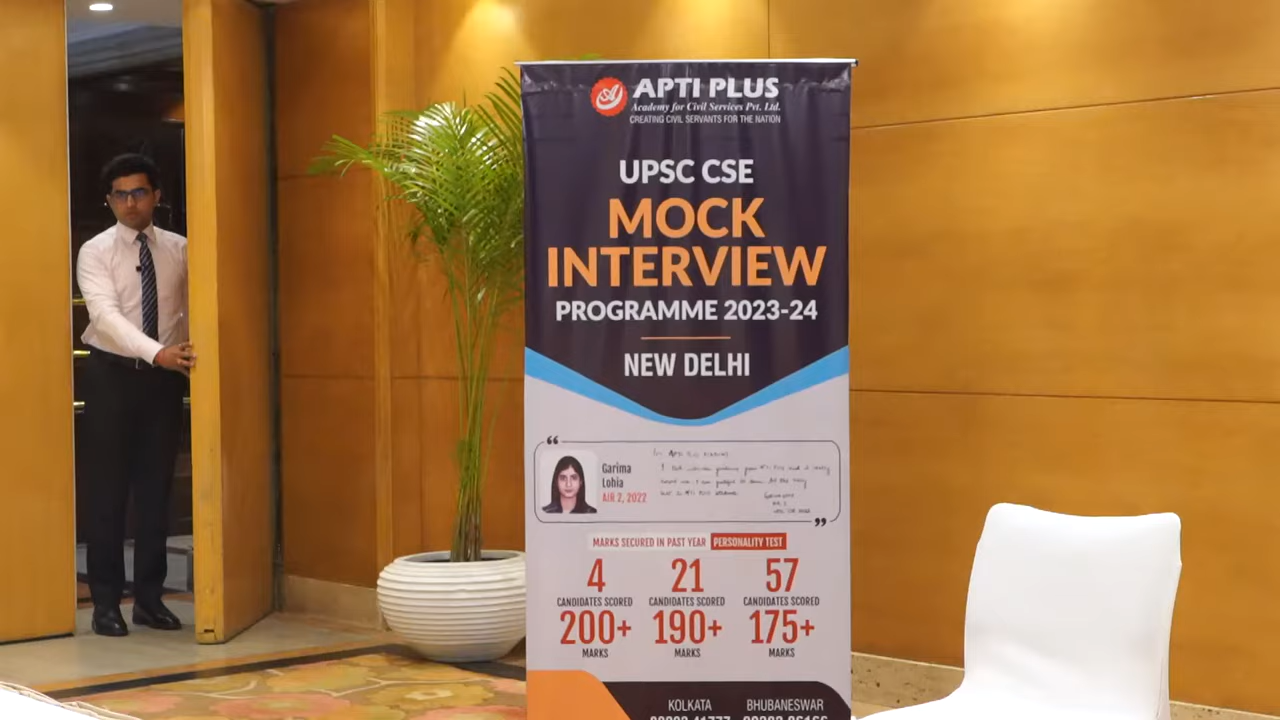 APTI PLUS
Academy for Civil Services Pvt. Ltd.
CREATING CIVIL SERVANTS FOR THE NATION
UPSC CSE
MOCK
INTERVIEW
PROGRAMME 2023-24
NEW DELHI
Garima
Lohia
AIR 2, 2022
MARKS SECURED IN PAST YEAR PERSONALITY TEST
4 21 57
CANDIDATES SCORED CANDIDATES SCORED CANDIDATES SCORED
200+ 190+ 175+
MARKS MARKS MARKS
KOLKATA BHUBANESWAR